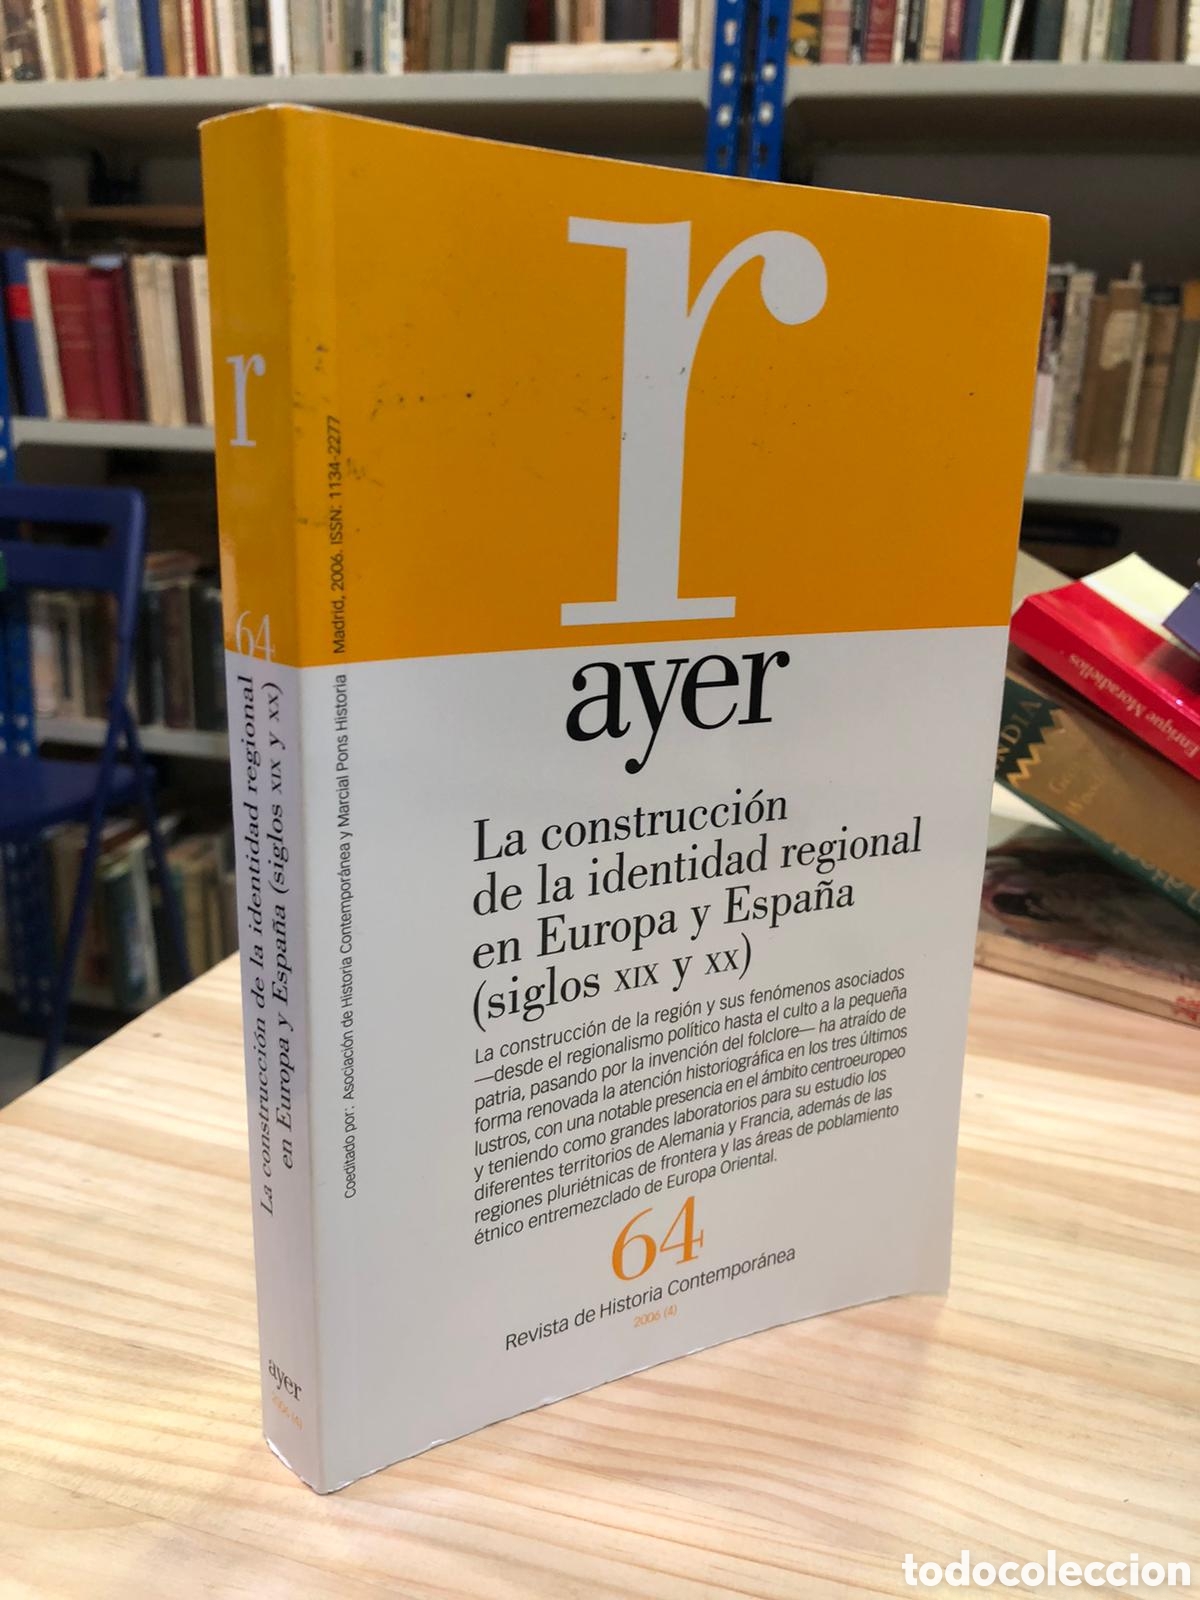 r
64
La construcción de la identidad regional
en Europa y España (siglos XIX y XX)
ayer
2006 (4)
Coeditado por: Asociación de Historia Contemporánea y Marcial Pons Historia
Madrid, 2006. ISSN: 1134-2277
r
ayer
La construcción
de la identidad regional
en Europa y España
(siglos XIX y XX)
La construcción de la región y sus fenómenos asociados
—desde el regionalismo político hasta el culto a la pequeña
patria, pasando por la invención del folclore— ha atraído de
forma renovada la atención historiográfica en los tres últimos
lustros, con una notable presencia en el ámbito centroeuropeo
y teniendo como grandes laboratorios para su estudio los
diferentes territorios de Alemania y Francia, además de las
regiones pluriétnicas de frontera y las áreas de poblamiento
étnico entremezclado de Europa Oriental.
64
Revista de Historia Contemporánea
2006 (4)
Enrique Moradiellos
todocoleccion